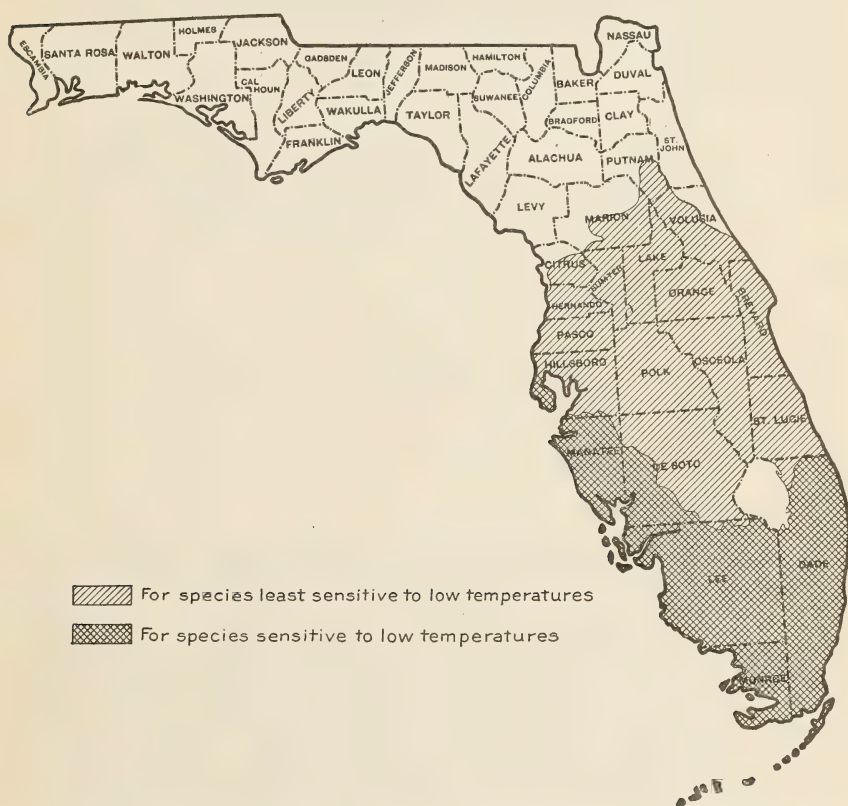 NASSAU
HOLMES
JACKSON
ESCAMBIA
SANTA ROSA
WALTON
GADSDEN
LEON
JEFFERSON
MADISON
HAMILTON
COLUMBIA
BAKER
DUVAL
CAL
HOUN
WASHINGTON
LIBERTY
WAKULLA
TAYLOR
SUWANEE
BRADFORD
CLAY
ST.
JOHN
FRANKLIN
LAFAYETTE
ALACHUA
PUTNAM
LEVY
MARION
VOLUSIA
CITRUS
SUMTER
LAKE
HERNANDO
ORANGE
BREVARD
PASCO
HILLSBORO
POLK
OSCEOLA
ST. LUCIE
MANATEE
DE SOTO
LEE
DADE
For species least sensitive to low temperatures
For species sensitive to low temperatures
MONROE